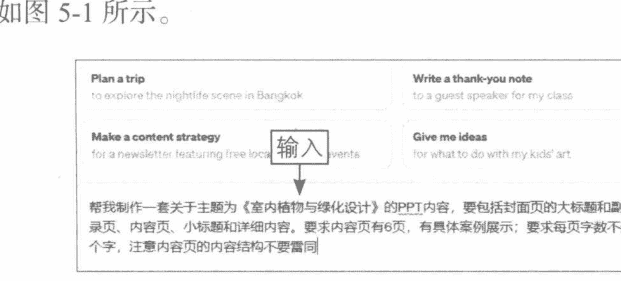 如图 5-1 所示。
Plan a trip
to explore the nightlife scene in Bangkok
Write a thank-you note
to a guest speaker for my class
Make a content strategy
for a newsletter featuring free loca vents
输入
Give me ideas
for what to do with my kids' art
帮我制作一套关于主题为《室内植物与绿化设计》的PPT内容,要包括封面页的大标题和副
录页、内容页、小标题和详细内容。要求内容页有6页,有具体案例展示;要求每页字数不
个字,注意内容页的内容结构不要雷同